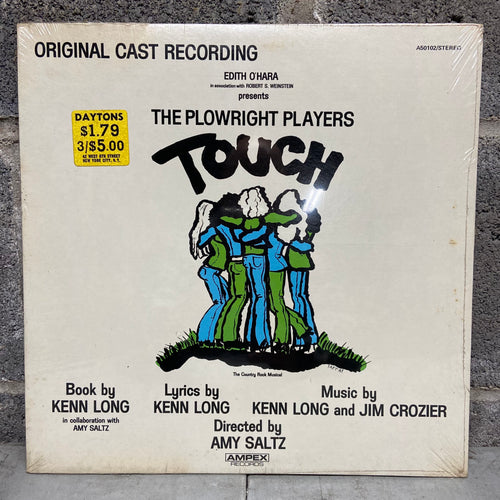 ORIGINAL CAST RECORDING
A50102/STEREO
EDITH O'HARA
in association with ROBERT S. WEINSTEIN
presents
THE PLOWRIGHT PLAYERS
DAYTONS
$1.79
3/$5.00
62 WEST 8TH STREET
NEW YORK CITY, N.Y.
TOUCH
The Country Rock Musical
Book by
KENN LONG
in collaboration with
AMY SALTZ
Lyrics by
KENN LONG
Music by
KENN LONG and JIM CROZIER
Directed by
AMY SALTZ
AMPEX
RECORDS